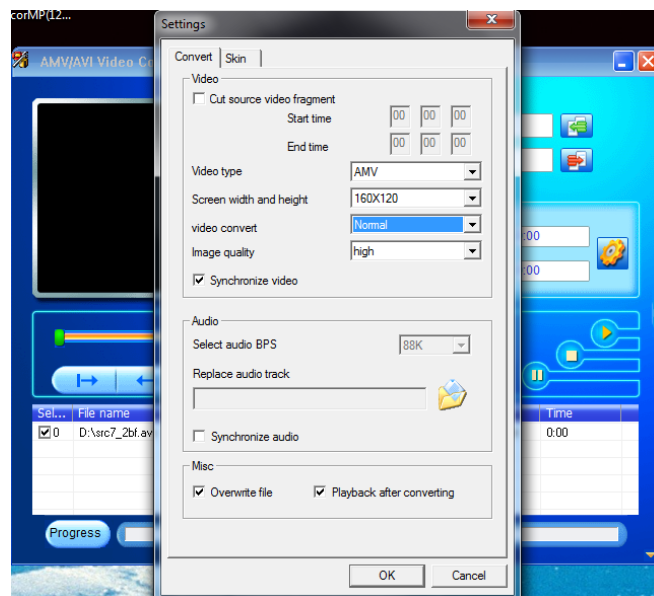 corMP(12...
Settings
AMV/AVI Video Co
Convert
Skin
Video
Cut source video fragment
Start time 00 00 00
End time 00 00 00
Video type AMV
Screen width and height 160X120
video convert Normal
Image quality high
Synchronize video
:00
:00
Audio
Select audio BPS 88K
Replace audio track
Synchronize audio
Sel... File name Time
0 D:\src7_2bf.av 0:00
Misc
Overwrite file Playback after converting
Progress
OK Cancel